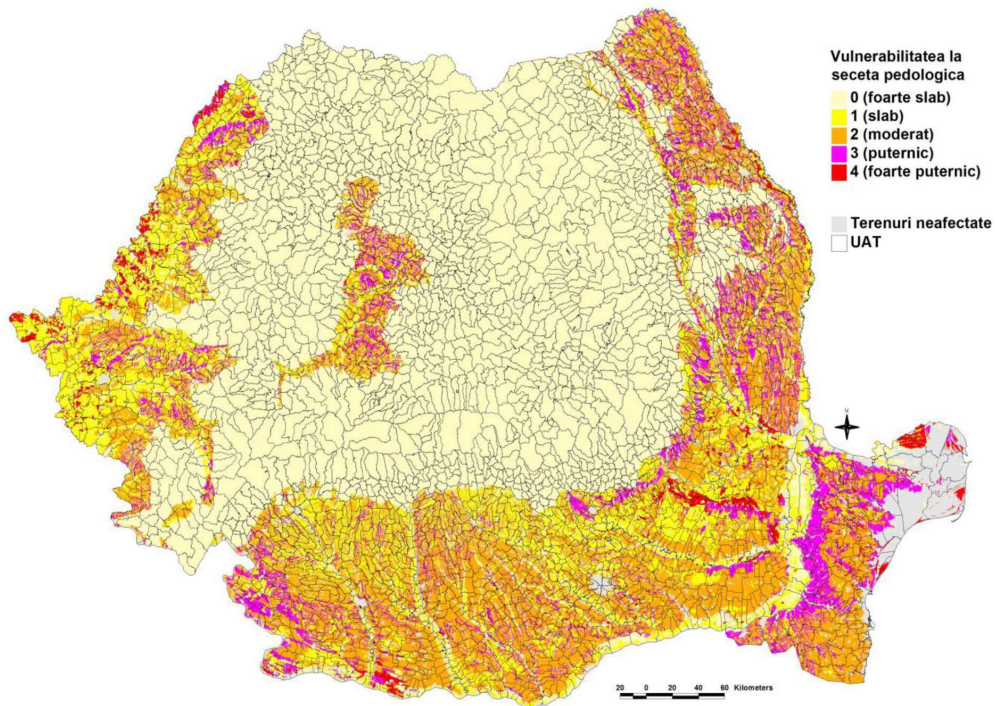 Vulnerabilitatea la
seceta pedologica
0 (foarte slab)
1 (slab)
2 (moderat)
3 (puternic)
4 (foarte puternic)
Terenuri neafectate
UAT
N
20 0 20 40 60 Kilometers